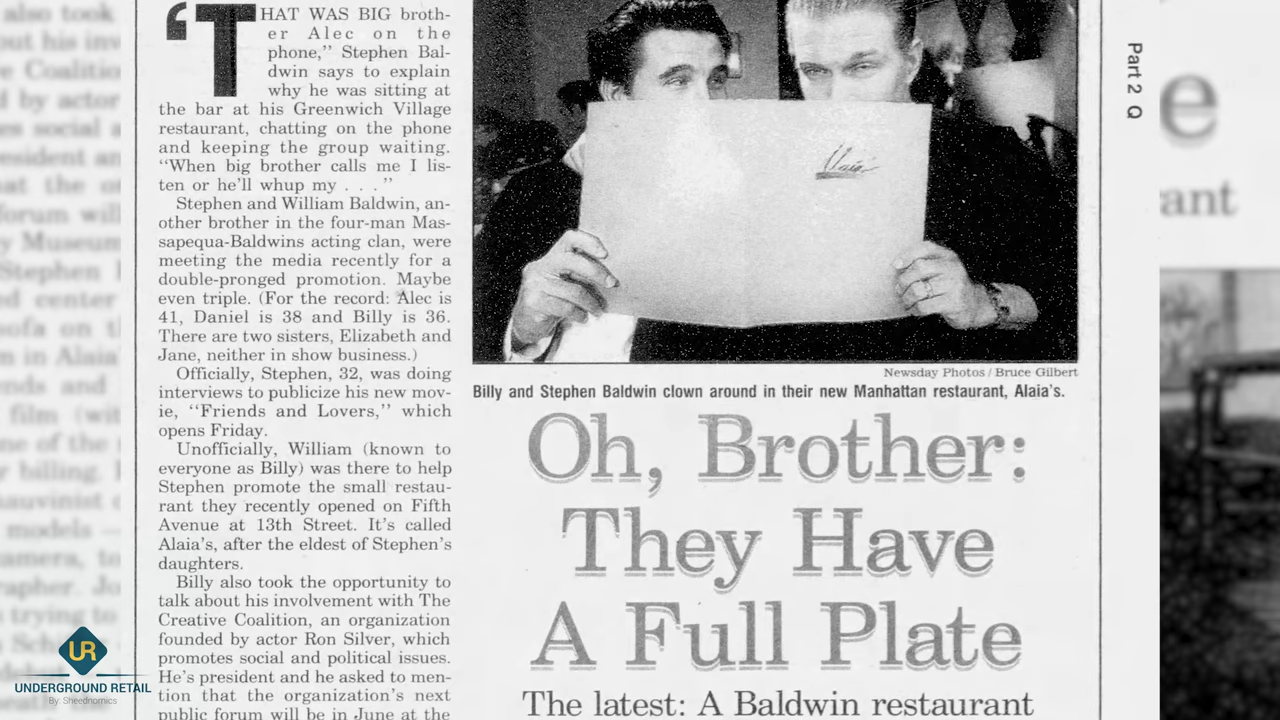 ‘THAT WAS BIG broth-
er Alec on the
phone,” Stephen Bal-
dwin says to explain
why he was sitting at
the bar at his Greenwich Village
restaurant, chatting on the phone
and keeping the group waiting.
“When big brother calls me I lis-
ten or he’ll whup my . . .”
Stephen and William Baldwin, an-
other brother in the four-man Mas-
sapequa-Baldwins acting clan, were
meeting the media recently for a
double-pronged promotion. Maybe
even triple. (For the record: Alec is
41, Daniel is 38 and Billy is 36.
There are two sisters, Elizabeth and
Jane, neither in show business.)
Officially, Stephen, 32, was doing
interviews to publicize his new mov-
ie, “Friends and Lovers,” which
opens Friday.
Unofficially, William (known to
everyone as Billy) was there to help
Stephen promote the small restau-
rant they recently opened on Fifth
Avenue at 13th Street. It’s called
Alaia’s, after the eldest of Stephen’s
daughters.
Billy also took the opportunity to
talk about his involvement with The
Creative Coalition, an organization
founded by actor Ron Silver, which
promotes social and political issues.
He’s president and he asked to men-
tion that the organization’s next
public forum will be in June at the
Newsday Photos / Bruce Gilbert
Billy and Stephen Baldwin clown around in their new Manhattan restaurant, Alaia’s.
Oh, Brother:
They Have
A Full Plate
The latest: A Baldwin restaurant
Part 2 Q
e
ant
also took
out his inv
e Coalitio
d by actor
es social a
esident an
at the or
forum will
y Museum
Stephen
ed center
sofa on t
m in Alaia
ends and
film (wit
me of the
r billing.
hauvinist
models —
camera, to
rapher. Jo
s trying to
UR
UNDERGROUND RETAIL
By: Sheednomics